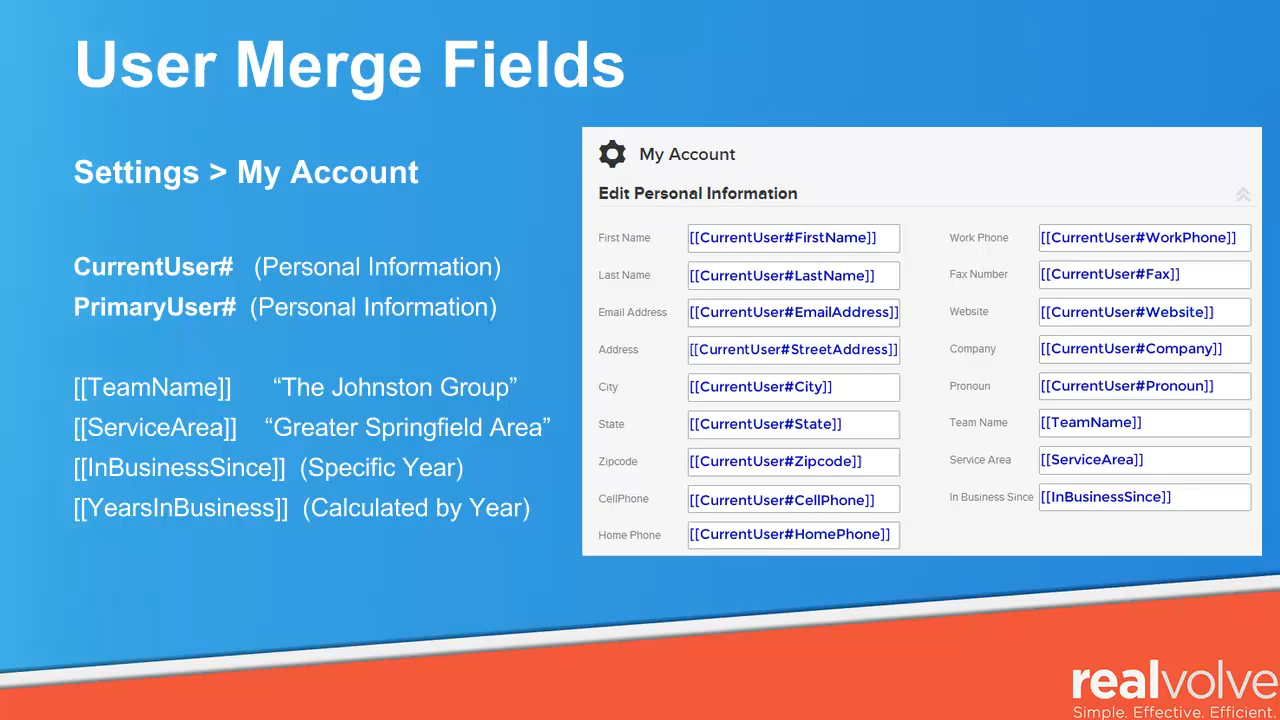 User Merge Fields
Settings > My Account
CurrentUser# (Personal Information)
PrimaryUser# (Personal Information)
[[TeamName]] “The Johnston Group”
[[ServiceArea]] “Greater Springfield Area”
[[InBusinessSince]] (Specific Year)
[[YearsInBusiness]] (Calculated by Year)
My Account
Edit Personal Information
First Name [[CurrentUser#FirstName]]
Last Name [[CurrentUser#LastName]]
Email Address [[CurrentUser#EmailAddress]]
Address [[CurrentUser#StreetAddress]]
City [[CurrentUser#City]]
State [[CurrentUser#State]]
Zipcode [[CurrentUser#Zipcode]]
CellPhone [[CurrentUser#CellPhone]]
Home Phone [[CurrentUser#HomePhone]]
Work Phone [[CurrentUser#WorkPhone]]
Fax Number [[CurrentUser#Fax]]
Website [[CurrentUser#Website]]
Company [[CurrentUser#Company]]
Pronoun [[CurrentUser#Pronoun]]
Team Name [[TeamName]]
Service Area [[ServiceArea]]
In Business Since [[InBusinessSince]]
realvolve
Simple. Effective. Efficient.